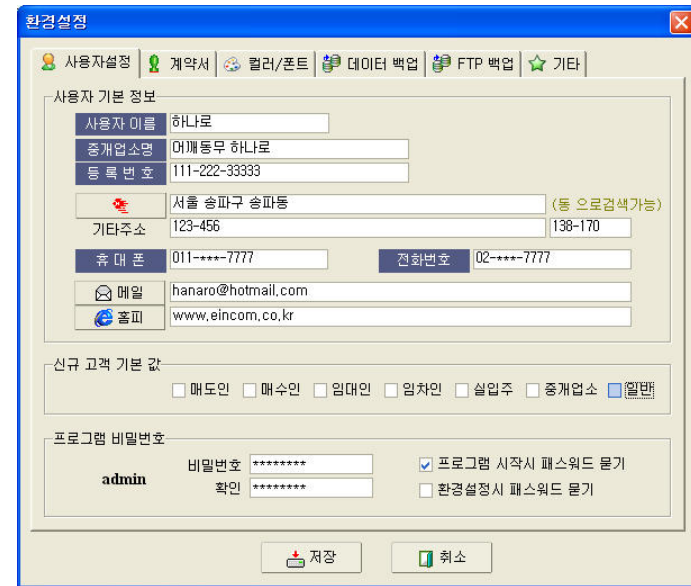 환경설정
사용자설정 계약서 컬러/폰트 데이터 백업 FTP 백업 기타
사용자 기본 정보
사용자 이름 하나로
중개업소명 어깨동무 하나로
등 록 번 호 111-222-33333
서울 송파구 송파동 (동 으로검색가능)
기타주소 123-456 138-170
휴 대 폰 011-***-7777 전화번호 02-***-7777
메일 hanaro@hotmail.com
홈피 www.eincom.co.kr
신규 고객 기본 값
매도인 매수인 임대인 임차인 실입주 중개업소 일반
프로그램 비밀번호
비밀번호 ******** 프로그램 시작시 패스워드 묻기
admin
확인 ******** 환경설정시 패스워드 묻기
저장 취소